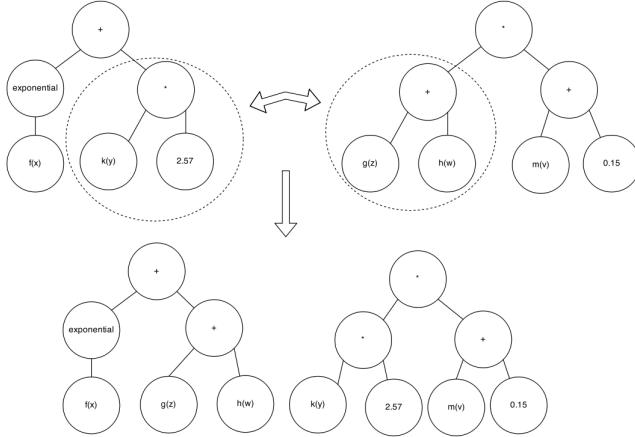 + *
exponential * + +
f(x) k(y) 2.57 g(z) h(w) m(v) 0.15
+ *
exponential + * +
f(x) g(z) h(w) k(y) 2.57 m(v) 0.15